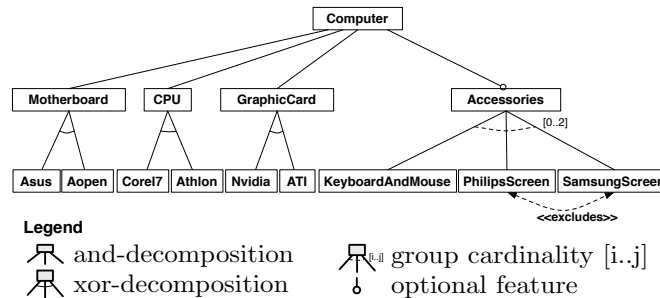 Computer
Motherboard CPU GraphicCard Accessories
[0..2]
Asus Aopen Corei7 Athlon Nvidia ATI KeyboardAndMouse PhilipsScreen SamsungScreen
<<excludes>>
Legend
and-decomposition [i..j] group cardinality [i..j]
xor-decomposition optional feature